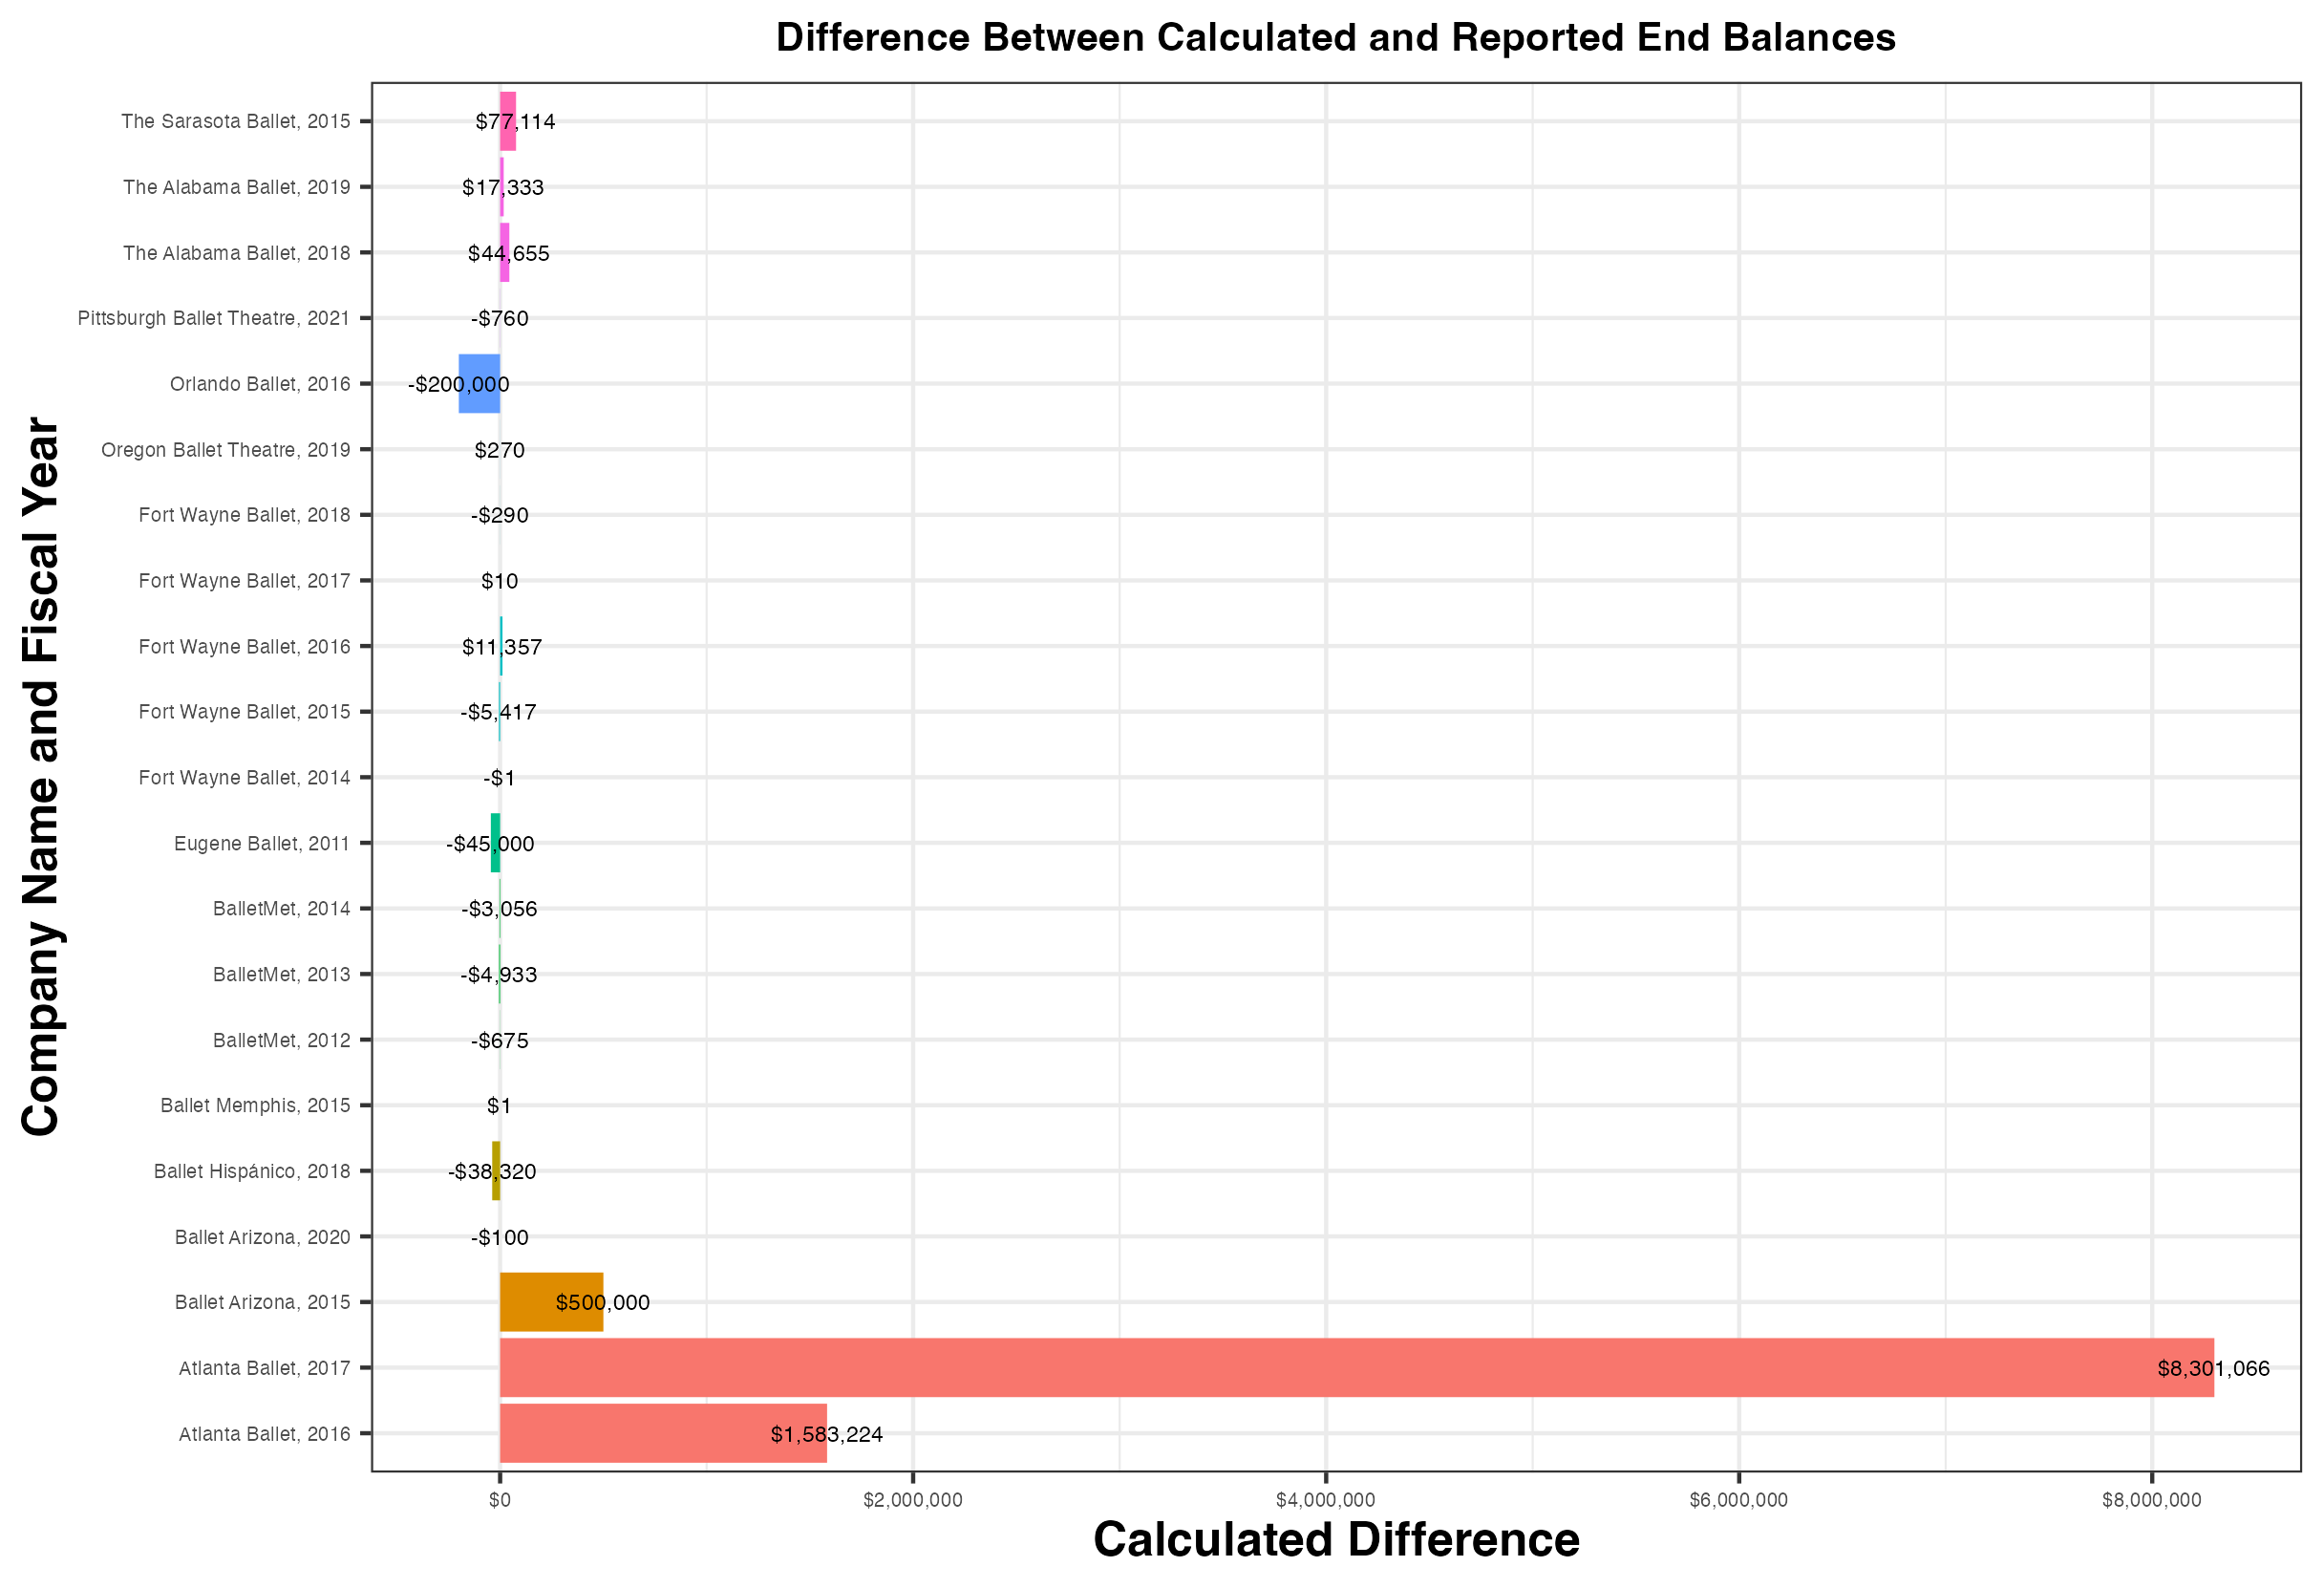 Difference Between Calculated and Reported End Balances
Company Name and Fiscal Year
The Sarasota Ballet, 2015 $77,114
The Alabama Ballet, 2019 $17,333
The Alabama Ballet, 2018 $44,655
Pittsburgh Ballet Theatre, 2021 -$760
Orlando Ballet, 2016 -$200,000
Oregon Ballet Theatre, 2019 $270
Fort Wayne Ballet, 2018 -$290
Fort Wayne Ballet, 2017 $10
Fort Wayne Ballet, 2016 $11,357
Fort Wayne Ballet, 2015 -$5,417
Fort Wayne Ballet, 2014 -$1
Eugene Ballet, 2011 -$45,000
BalletMet, 2014 -$3,056
BalletMet, 2013 -$4,933
BalletMet, 2012 -$675
Ballet Memphis, 2015 $1
Ballet Hispánico, 2018 -$38,320
Ballet Arizona, 2020 -$100
Ballet Arizona, 2015 $500,000
Atlanta Ballet, 2017 $8,301,066
Atlanta Ballet, 2016 $1,583,224
$0 $2,000,000 $4,000,000 $6,000,000 $8,000,000
Calculated Difference